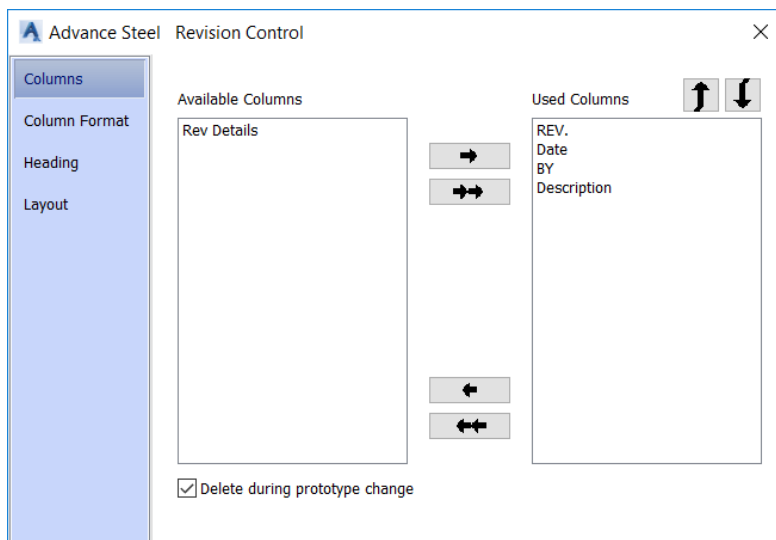 Advance Steel Revision Control
Columns
Column Format
Heading
Layout
Available Columns
Rev Details
Used Columns
REV.
Date
BY
Description
Delete during prototype change